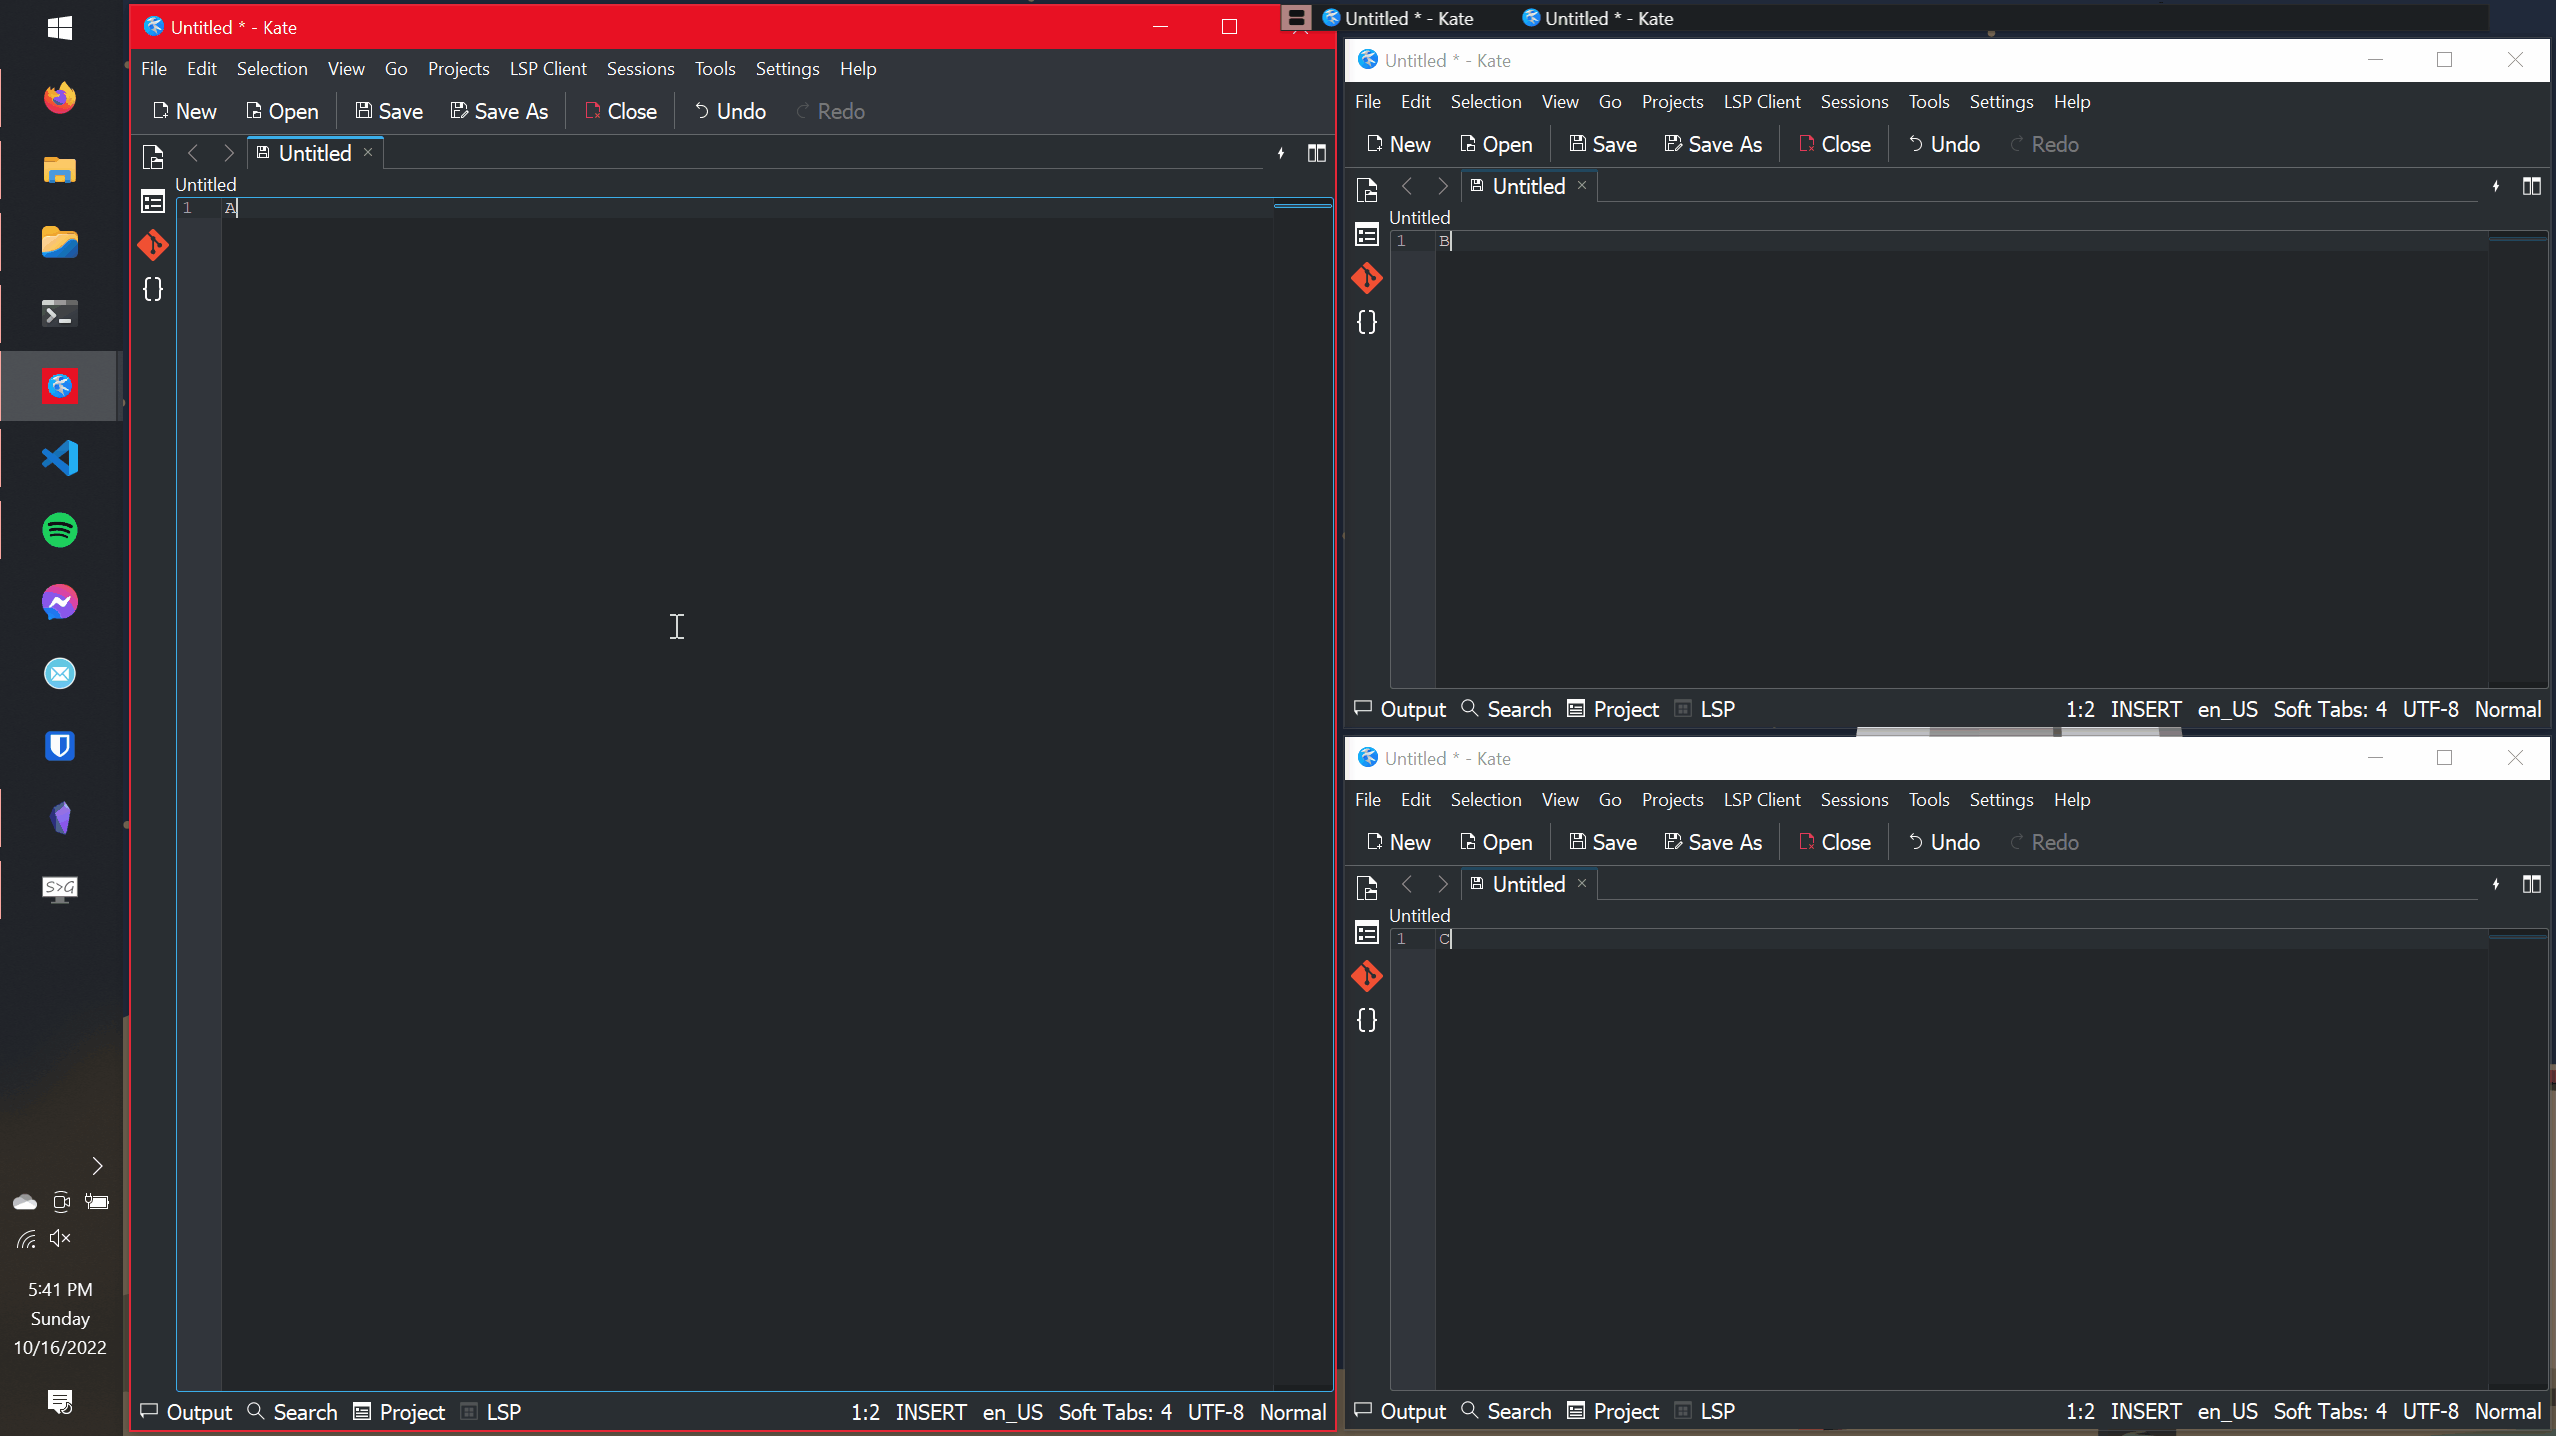 Untitled * - Kate
File Edit Selection View Go Projects LSP Client Sessions Tools Settings Help
New Open Save Save As Close Undo Redo
Untitled
Untitled
1 A
Output Search Project LSP 1:2 INSERT en_US Soft Tabs: 4 UTF-8 Normal
Untitled * - Kate Untitled * - Kate
Untitled * - Kate
File Edit Selection View Go Projects LSP Client Sessions Tools Settings Help
New Open Save Save As Close Undo Redo
Untitled
Untitled
1 B
Output Search Project LSP 1:2 INSERT en_US Soft Tabs: 4 UTF-8 Normal
Untitled * - Kate
File Edit Selection View Go Projects LSP Client Sessions Tools Settings Help
New Open Save Save As Close Undo Redo
Untitled
Untitled
1 C
Output Search Project LSP 1:2 INSERT en_US Soft Tabs: 4 UTF-8 Normal
S>G
5:41 PM
Sunday
10/16/2022